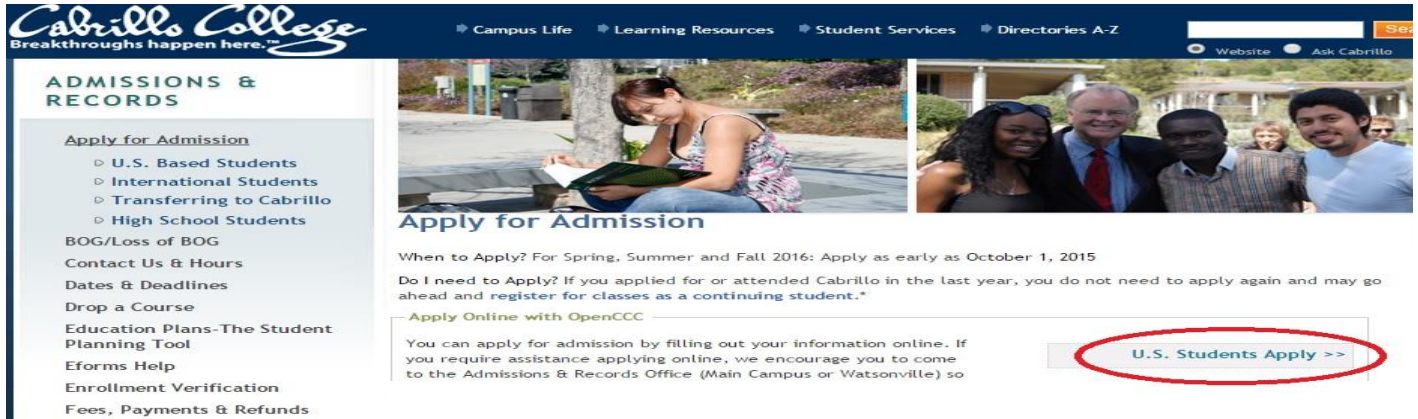 Cabrillo College
Breakthroughs happen here.™
Campus Life
Learning Resources
Student Services
Directories A-Z
Website
Ask Cabrillo
ADMISSIONS &
RECORDS
Apply for Admission
U.S. Based Students
International Students
Transferring to Cabrillo
High School Students
BOG/Loss of BOG
Contact Us & Hours
Dates & Deadlines
Drop a Course
Education Plans-The Student
Planning Tool
Eforms Help
Enrollment Verification
Fees, Payments & Refunds
Apply for Admission
When to Apply? For Spring, Summer and Fall 2016: Apply as early as October 1, 2015
Do I need to Apply? If you applied for or attended Cabrillo in the last year, you do not need to apply again and may go
ahead and register for classes as a continuing student.*
Apply Online with OpenCCC
You can apply for admission by filling out your information online. If
you require assistance applying online, we encourage you to come
to the Admissions & Records Office (Main Campus or Watsonville) so
U.S. Students Apply >>